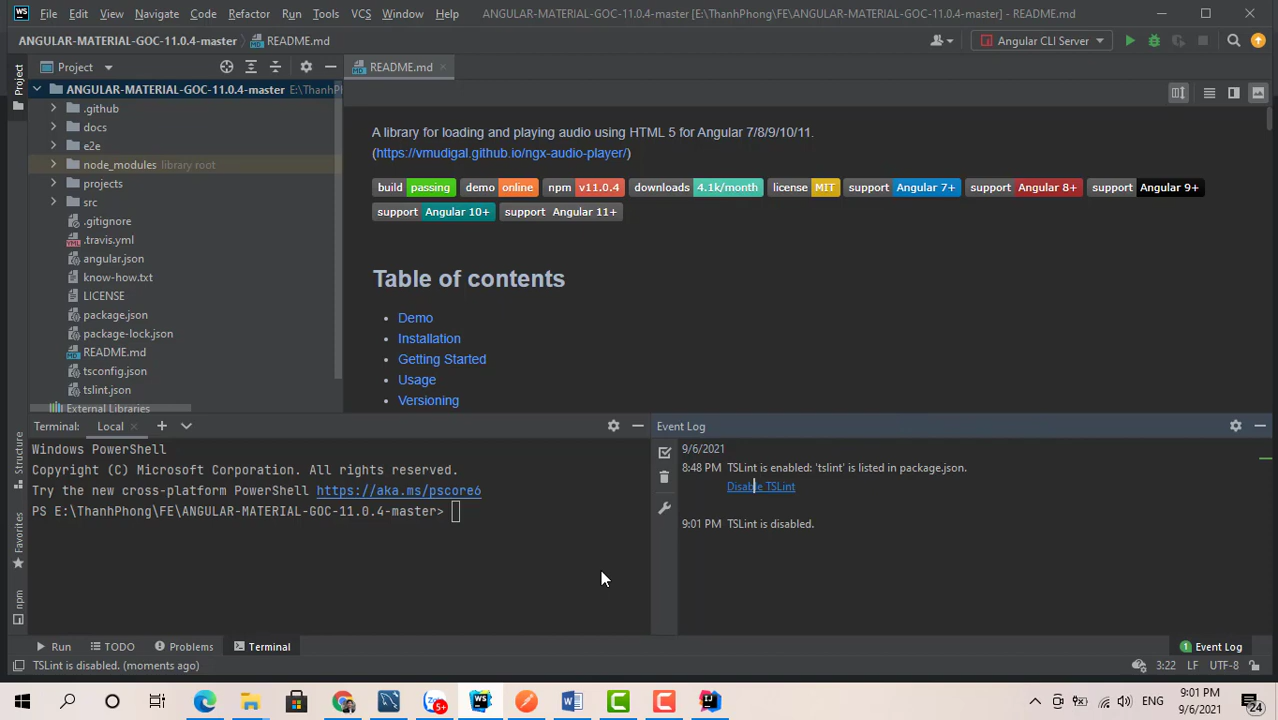 File Edit View Navigate Code Refactor Run Tools VCS Window Help ANGULAR-MATERIAL-GOC-11.0.4-master [E:\ThanhPhong\FE\ANGULAR-MATERIAL-GOC-11.0.4-master] - README.md
ANGULAR-MATERIAL-GOC-11.0.4-master README.md Angular CLI Server
Project README.md
Project
ANGULAR-MATERIAL-GOC-11.0.4-master E:\ThanhP
.github
docs
e2e
node_modules library root
projects
src
.gitignore
.travis.yml
angular.json
know-how.txt
LICENSE
package.json
package-lock.json
README.md
tsconfig.json
tslint.json
External Libraries
A library for loading and playing audio using HTML 5 for Angular 7/8/9/10/11.
(https://vmudigal.github.io/ngx-audio-player/)
build passing demo online npm v11.0.4 downloads 4.1k/month license MIT support Angular 7+ support Angular 8+ support Angular 9+
support Angular 10+ support Angular 11+
Table of contents
Demo
Installation
Getting Started
Usage
Versioning
Structure
Favorites
npm
Terminal: Local
Windows PowerShell
Copyright (C) Microsoft Corporation. All rights reserved.
Try the new cross-platform PowerShell https://aka.ms/pscore6
PS E:\ThanhPhong\FE\ANGULAR-MATERIAL-GOC-11.0.4-master>
Event Log
9/6/2021
8:48 PM TSLint is enabled: 'tslint' is listed in package.json.
Disable TSLint
9:01 PM TSLint is disabled.
Run TODO Problems Terminal 1 Event Log
TSLint is disabled. (moments ago) 3:22 LF UTF-8
5+ ENG 9:01 PM
9/6/2021 24